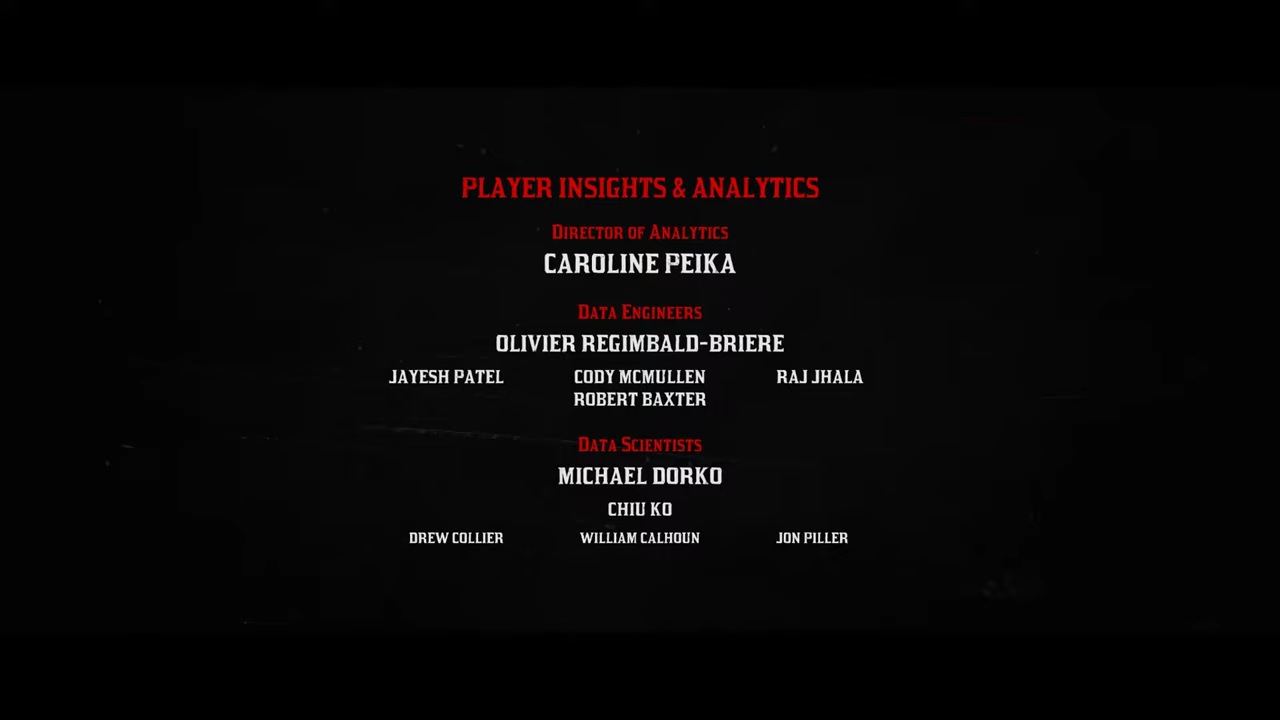 PLAYER INSIGHTS & ANALYTICS
DIRECTOR OF ANALYTICS
CAROLINE PEIKA
DATA ENGINEERS
OLIVIER REGIMBALD-BRIERE
JAYESH PATEL CODY MCMULLEN RAJ JHALA
ROBERT BAXTER
DATA SCIENTISTS
MICHAEL DORKO
CHIU KO
DREW COLLIER WILLIAM CALHOUN JON PILLER